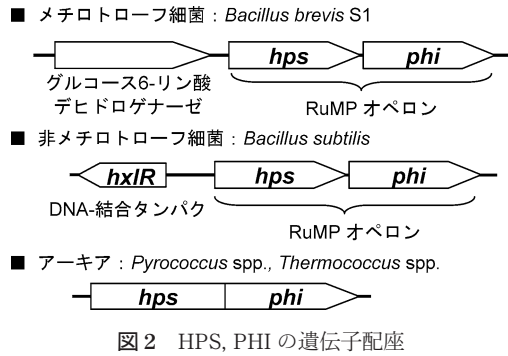 ■ メチロトローフ細菌：Bacillus brevis S1
hps phi
グルコース6-リン酸
デヒドロゲナーゼ
RuMP オペロン
■ 非メチロトローフ細菌：Bacillus subtilis
hxlR hps phi
DNA-結合タンパク
RuMP オペロン
■ アーキア：Pyrococcus spp., Thermococcus spp.
hps phi
図2 HPS, PHI の遺伝子配座